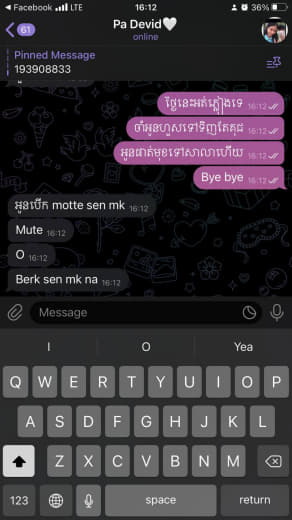 Facebook LTE 16:12 36%
61 Pa Devid🤍
online
Pinned Message
193908833
ថ្ងៃនេះអត់ភ្លៀងទេ 16:12
ចាំអូនហួសទៅទិញតែគុជ 16:12
អូនផាត់មុខទៅសាលាហើយ 16:12
Bye bye 16:12
អូនបើក motte sen mk 16:12
Mute 16:12
O 16:12
Berk sen mk na 16:12
Message
I O Yea
Q W E R T Y U I O P
A S D F G H J K L
Z X C V B N M
123 space return